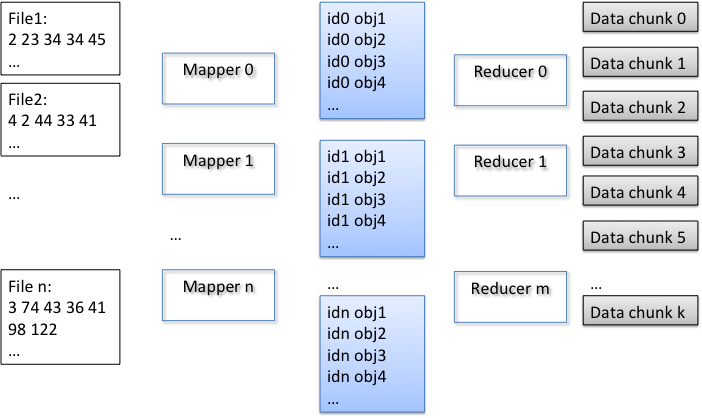 File1:
2 23 34 34 45
...
File2:
4 2 44 33 41
...
...
File n:
3 74 43 36 41
98 122
...
Mapper 0
Mapper 1
...
Mapper n
id0 obj1
id0 obj2
id0 obj3
id0 obj4
...
id1 obj1
id1 obj2
id1 obj3
id1 obj4
...
...
idn obj1
idn obj2
idn obj3
idn obj4
...
Reducer 0
Reducer 1
Reducer m
Data chunk 0
Data chunk 1
Data chunk 2
Data chunk 3
Data chunk 4
Data chunk 5
...
Data chunk k